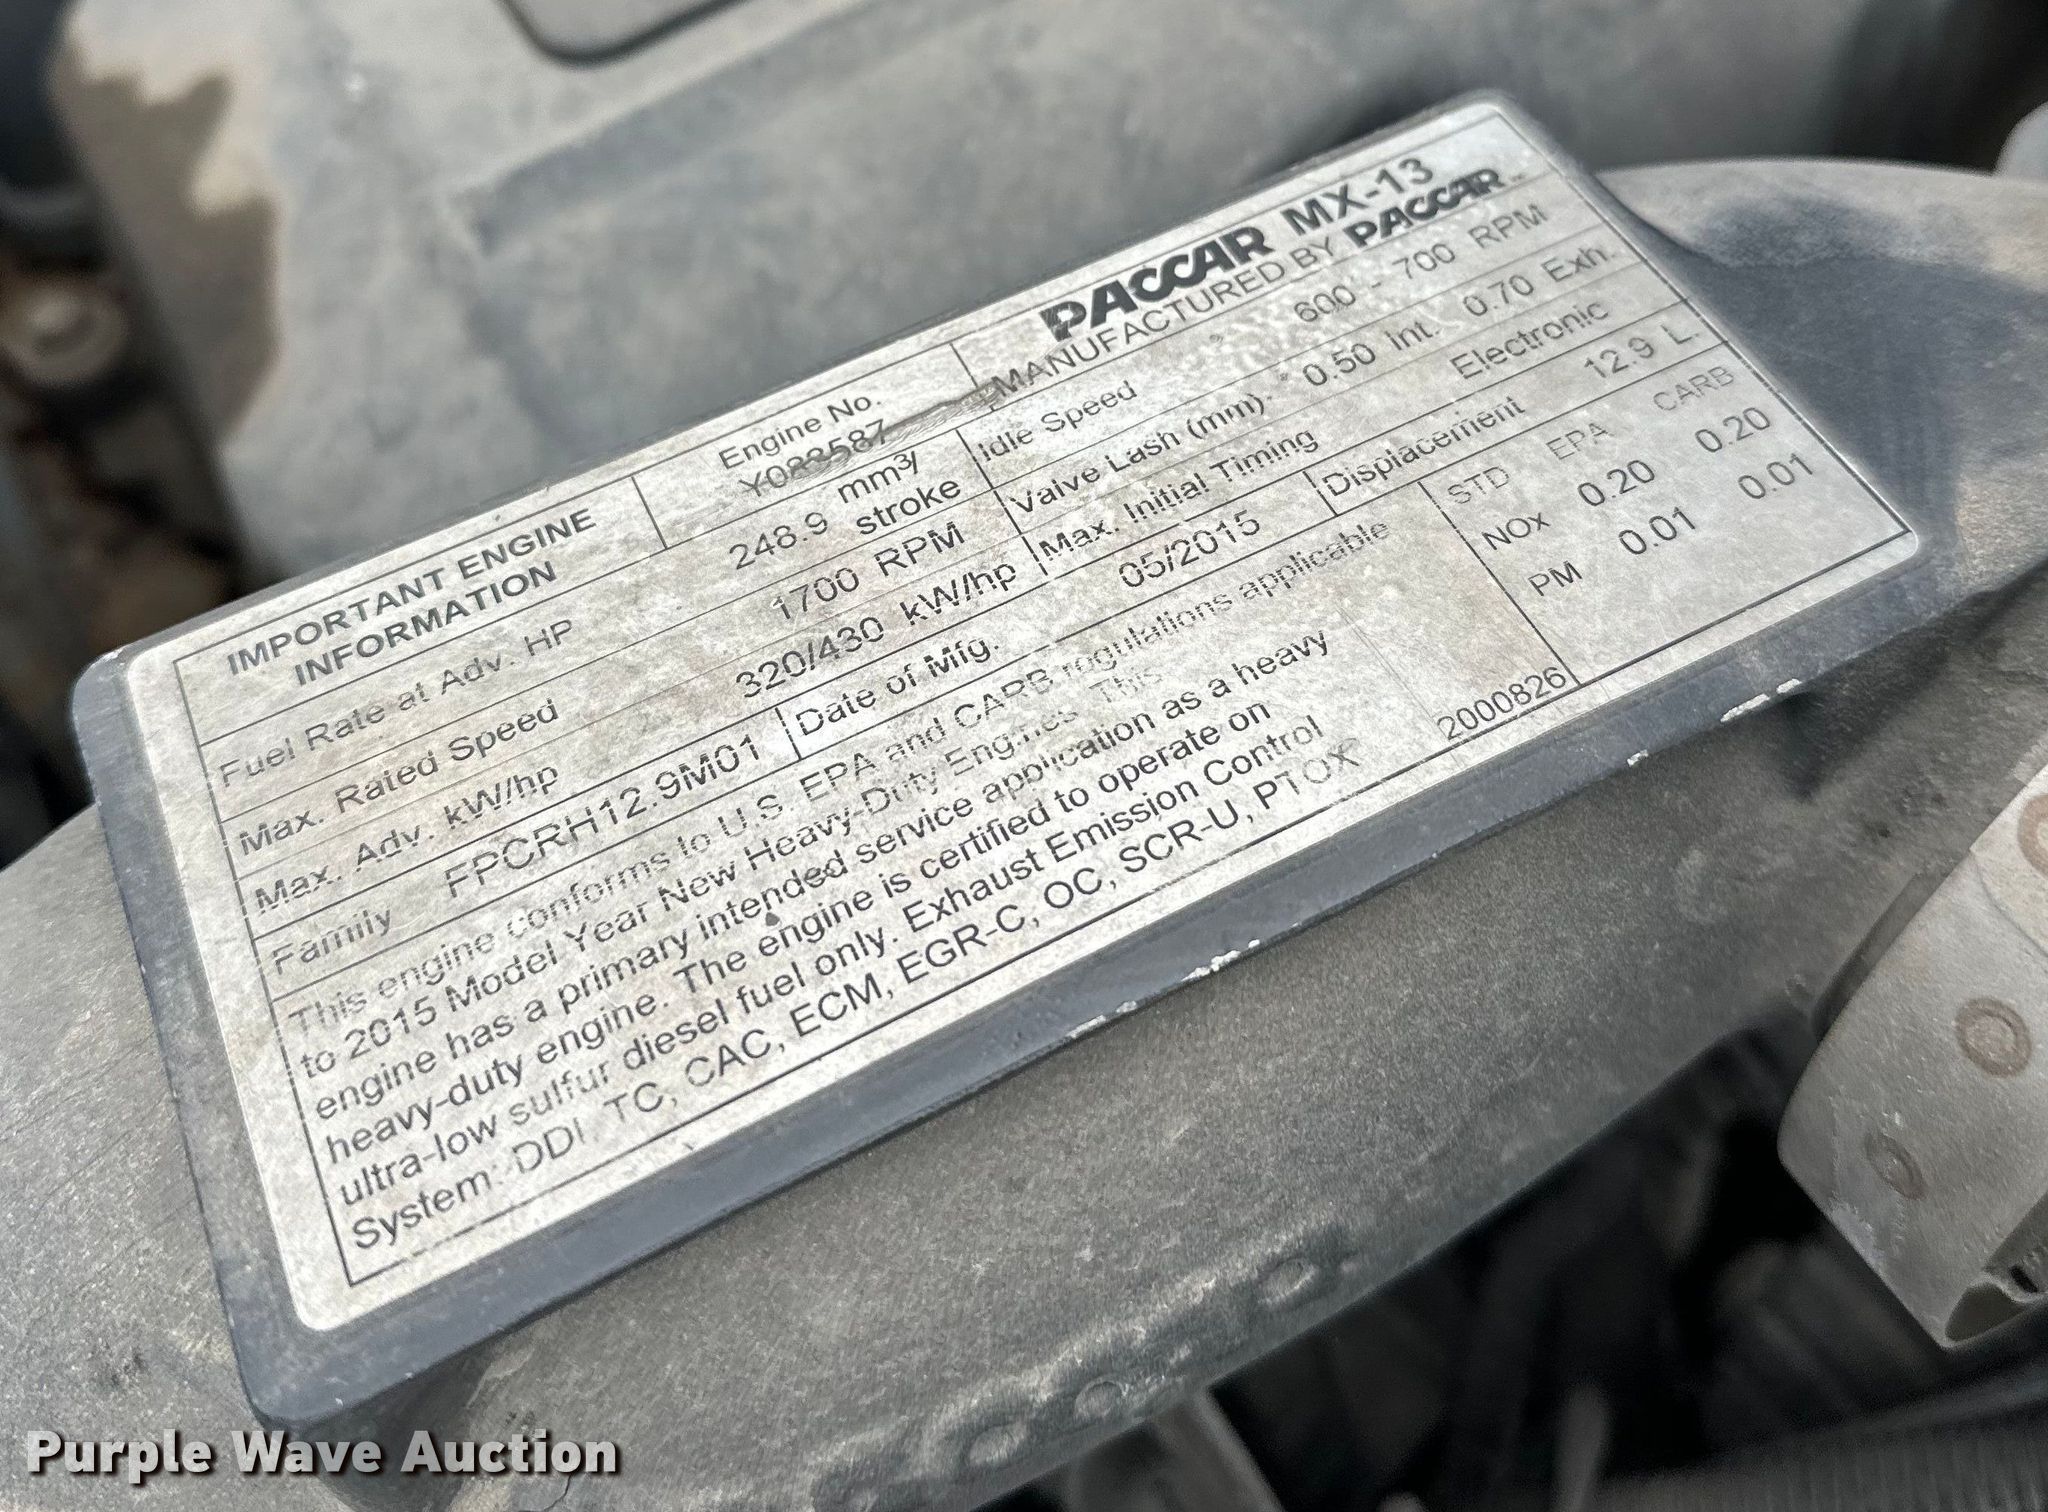 IMPORTANT ENGINE
INFORMATION
Engine No.
Y083587
PACCAR MX-13
MANUFACTURED BY PACCAR
Fuel Rate at Adv. HP 248.9 mm³/stroke
Idle Speed 600 - 700 RPM
Max. Rated Speed 1700 RPM
Valve Lash (mm). 0.50 Int. 0.70 Exh.
Max. Adv. kW/hp 320/430 kW/hp
Max. Initial Timing Electronic
Family FPCRH12.9M01
Date of Mfg. 05/2015
Displacement 12.9 L.
This engine conforms to U.S. EPA and CARB regulations applicable
to 2015 Model Year New Heavy-Duty Engines. This
engine has a primary intended service application as a heavy
heavy-duty engine. The engine is certified to operate on
ultra-low sulfur diesel fuel only. Exhaust Emission Control
System: DDI, TC, CAC, ECM, EGR-C, OC, SCR-U, PTOX
2000826
STD EPA CARB
NOx 0.20 0.20
PM 0.01 0.01
Purple Wave Auction